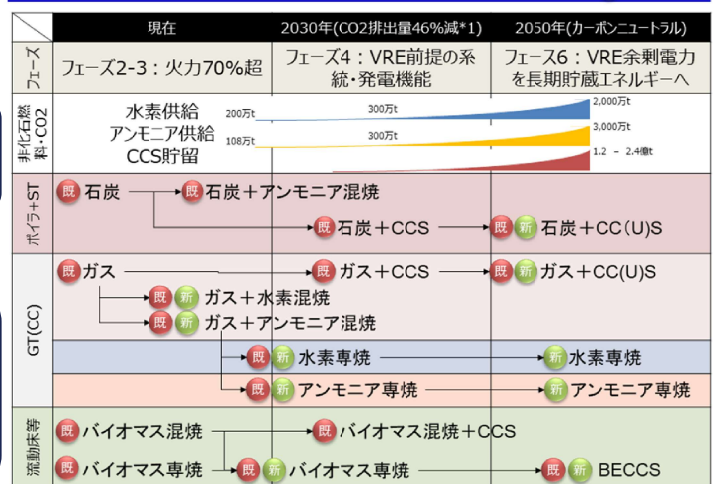 現在
2030年(CO2排出量46%減*1)
2050年(カーボンニュートラル)
フェーズ
フェーズ2-3：火力70%超
フェーズ4：VRE前提の系
統・発電機能
フェース6：VRE余剰電力
を長期貯蔵エネルギーへ
非化石燃
料・CO2
水素供給
200万t
300万t
2,000万t
アンモニア供給
108万t
300万t
3,000万t
CCS貯留
1.2 – 2.4億t
ボイラ+ST
既 石炭
既 石炭＋アンモニア混焼
既 石炭＋CCS
既 新 石炭＋CC(U)S
GT(CC)
既 ガス
既 ガス＋CCS
既 新 ガス＋CC(U)S
既 新 ガス＋水素混焼
既 新 ガス＋アンモニア混焼
既 新 水素専焼
新 水素専焼
既 新 アンモニア専焼
新 アンモニア専焼
流動床等
既 バイオマス混焼
既 バイオマス混焼＋CCS
既 バイオマス専焼
既 新 バイオマス専焼
既 新 BECCS